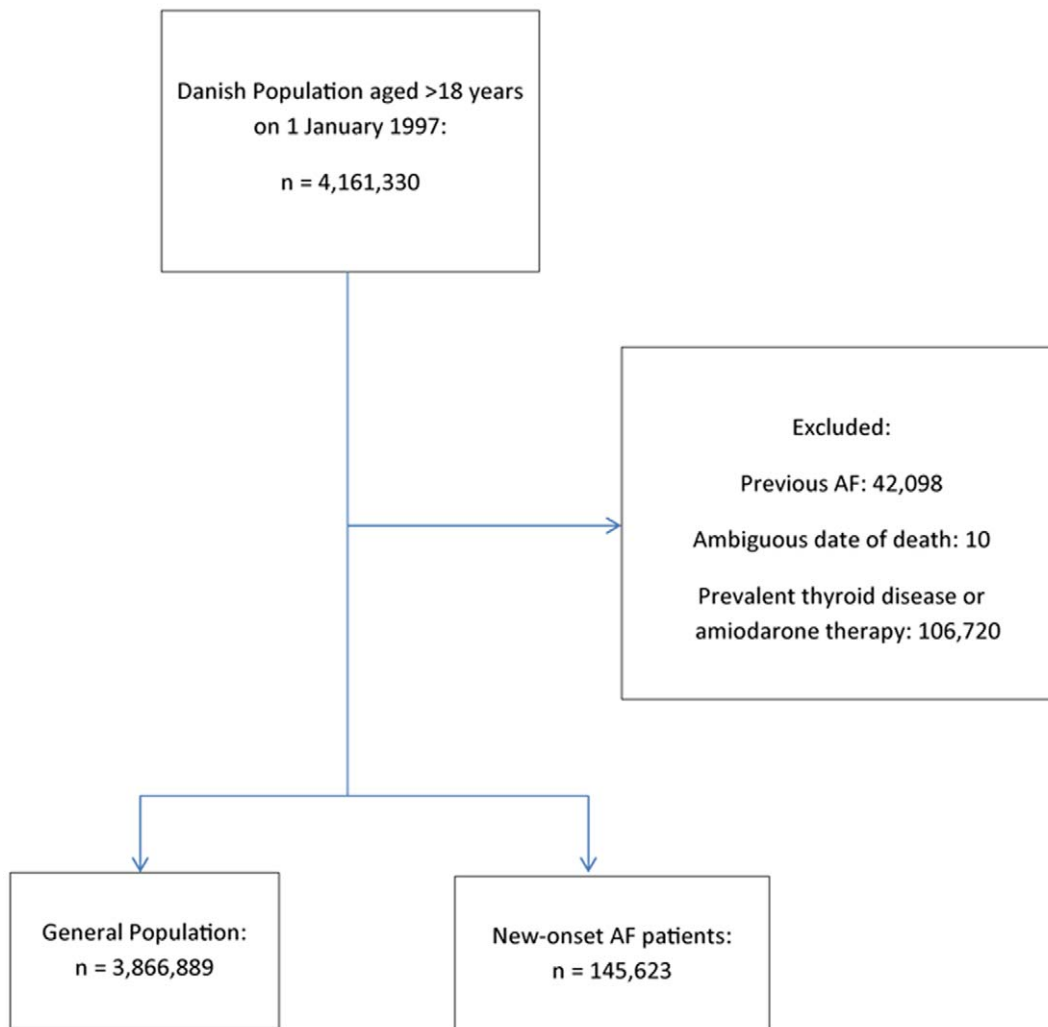 Danish Population aged >18 years
on 1 January 1997:
n = 4,161,330
Excluded:
Previous AF: 42,098
Ambiguous date of death: 10
Prevalent thyroid disease or
amiodarone therapy: 106,720
General Population:
n = 3,866,889
New-onset AF patients:
n = 145,623